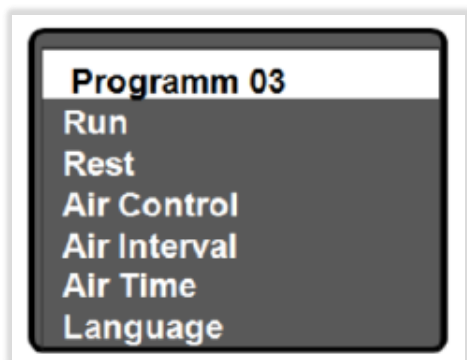 Programm 03
Run
Rest
Air Control
Air Interval
Air Time
Language